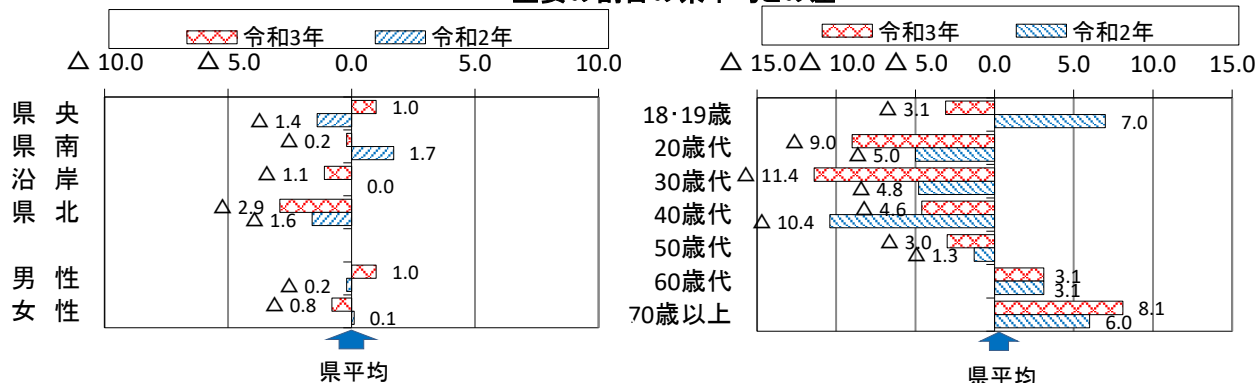 令和3年 令和2年
△ 10.0 △ 5.0 0.0 5.0 10.0
県 央 1.0
△ 1.4
県 南 △ 0.2
1.7
沿 岸 △ 1.1
0.0
県 北 △ 2.9
△ 1.6
男 性 1.0
△ 0.2
女 性 △ 0.8
0.1
県平均
令和3年 令和2年
△ 15.0 △ 10.0 △ 5.0 0.0 5.0 10.0 15.0
18・19歳 △ 3.1
7.0
20歳代 △ 9.0
△ 5.0
30歳代 △ 11.4
△ 4.8
40歳代 △ 4.6
△ 10.4
50歳代 △ 3.0
△ 1.3
60歳代 3.1
3.1
70歳以上 8.1
6.0
県平均